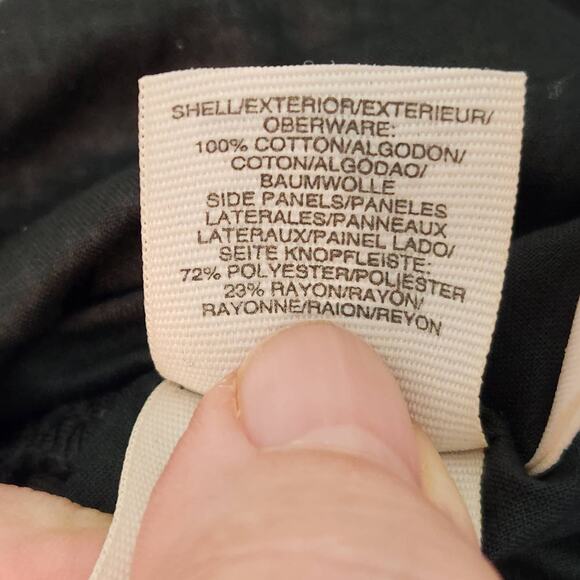 SHELL/EXTERIOR/EXTERIEUR/
OBERWARE:
100% COTTON/ALGODON/
COTON/ALGODAO/
BAUMWOLLE
SIDE PANELS/PANELES
LATERALES/PANNEAUX
LATERAUX/PAINEL LADO/
SEITE KNOPFLEISTE:
72% POLYESTER/POLIESTER
23% RAYON/RAYON/
RAYONNE/RAION/REYON